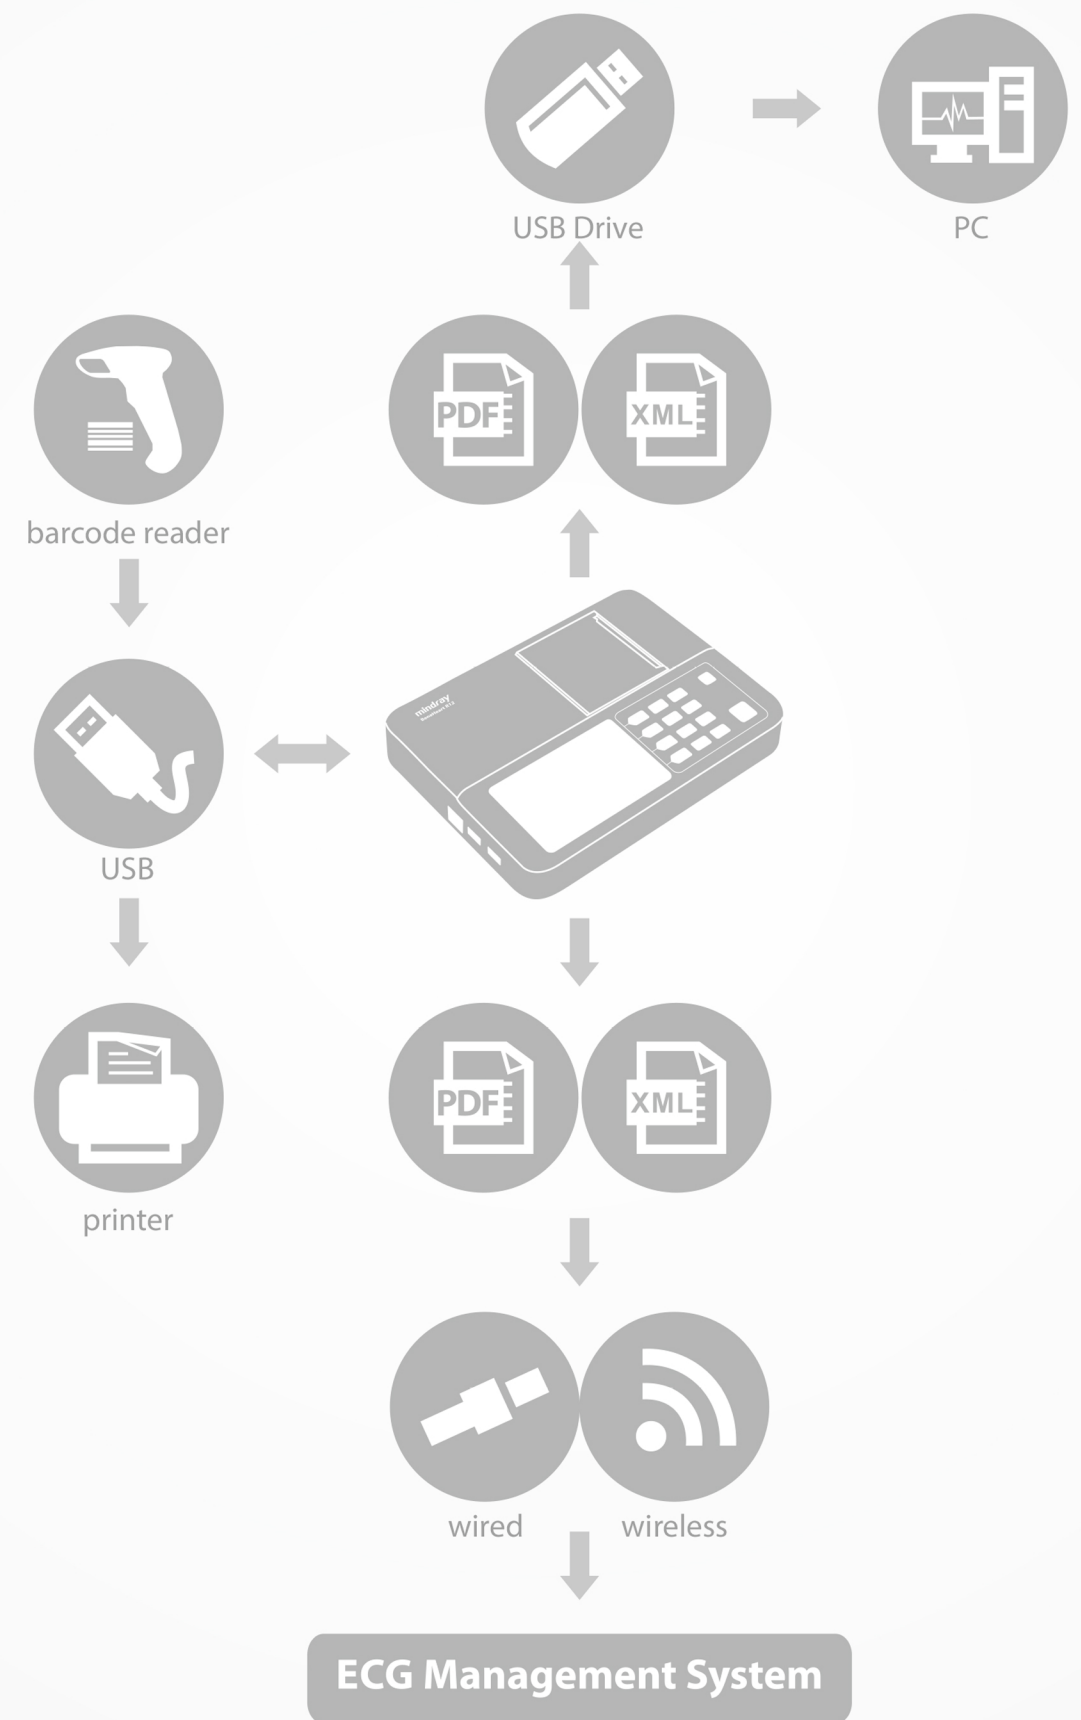 USB Drive
PC
PDF
XML
barcode reader
mindray
USB
PDF
XML
printer
wired
wireless
ECG Management System